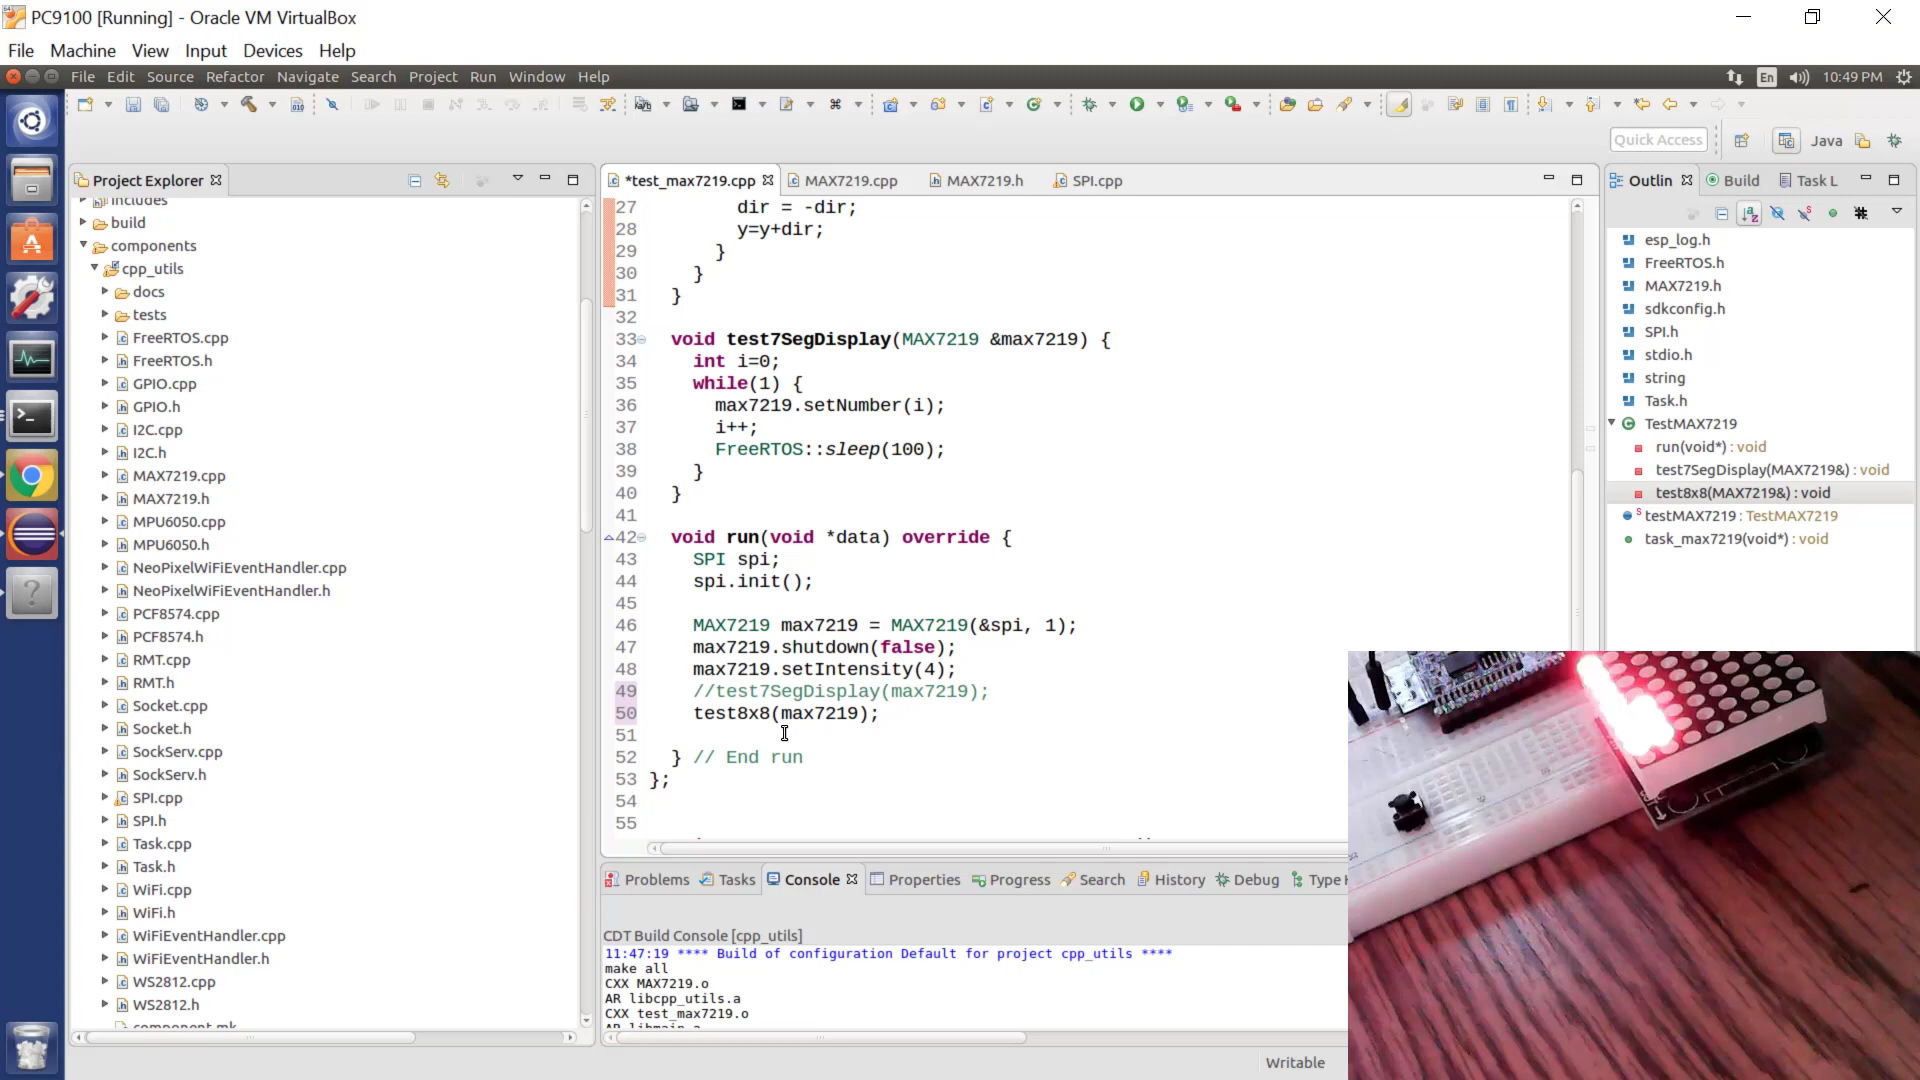 PC9100 [Running] - Oracle VM VirtualBox
File Machine View Input Devices Help
File Edit Source Refactor Navigate Search Project Run Window Help
En 10:49 PM
Quick Access
Java
Project Explorer
includes
build
components
cpp_utils
docs
tests
FreeRTOS.cpp
FreeRTOS.h
GPIO.cpp
GPIO.h
I2C.cpp
I2C.h
MAX7219.cpp
MAX7219.h
MPU6050.cpp
MPU6050.h
NeoPixelWiFiEventHandler.cpp
NeoPixelWiFiEventHandler.h
PCF8574.cpp
PCF8574.h
RMT.cpp
RMT.h
Socket.cpp
Socket.h
SockServ.cpp
SockServ.h
SPI.cpp
SPI.h
Task.cpp
Task.h
WiFi.cpp
WiFi.h
WiFiEventHandler.cpp
WiFiEventHandler.h
WS2812.cpp
WS2812.h
component.mk
*test_max7219.cpp MAX7219.cpp MAX7219.h SPI.cpp
27 dir = -dir;
28 y=y+dir;
29 }
30 }
31 }
32
33 void test7SegDisplay(MAX7219 &max7219) {
34 int i=0;
35 while(1) {
36 max7219.setNumber(i);
37 i++;
38 FreeRTOS::sleep(100);
39 }
40 }
41
42 void run(void *data) override {
43 SPI spi;
44 spi.init();
45
46 MAX7219 max7219 = MAX7219(&spi, 1);
47 max7219.shutdown(false);
48 max7219.setIntensity(4);
49 //test7SegDisplay(max7219);
50 test8x8(max7219);
51
52 } // End run
53 };
54
55
Outlin Build Task L
esp_log.h
FreeRTOS.h
MAX7219.h
sdkconfig.h
SPI.h
stdio.h
string
Task.h
TestMAX7219
run(void*) : void
test7SegDisplay(MAX7219&) : void
test8x8(MAX7219&) : void
testMAX7219 : TestMAX7219
task_max7219(void*) : void
Problems Tasks Console Properties Progress Search History Debug Type
CDT Build Console [cpp_utils]
11:47:19 **** Build of configuration Default for project cpp_utils ****
make all
CXX MAX7219.o
AR libcpp_utils.a
CXX test_max7219.o
AR libmain.a
Writable